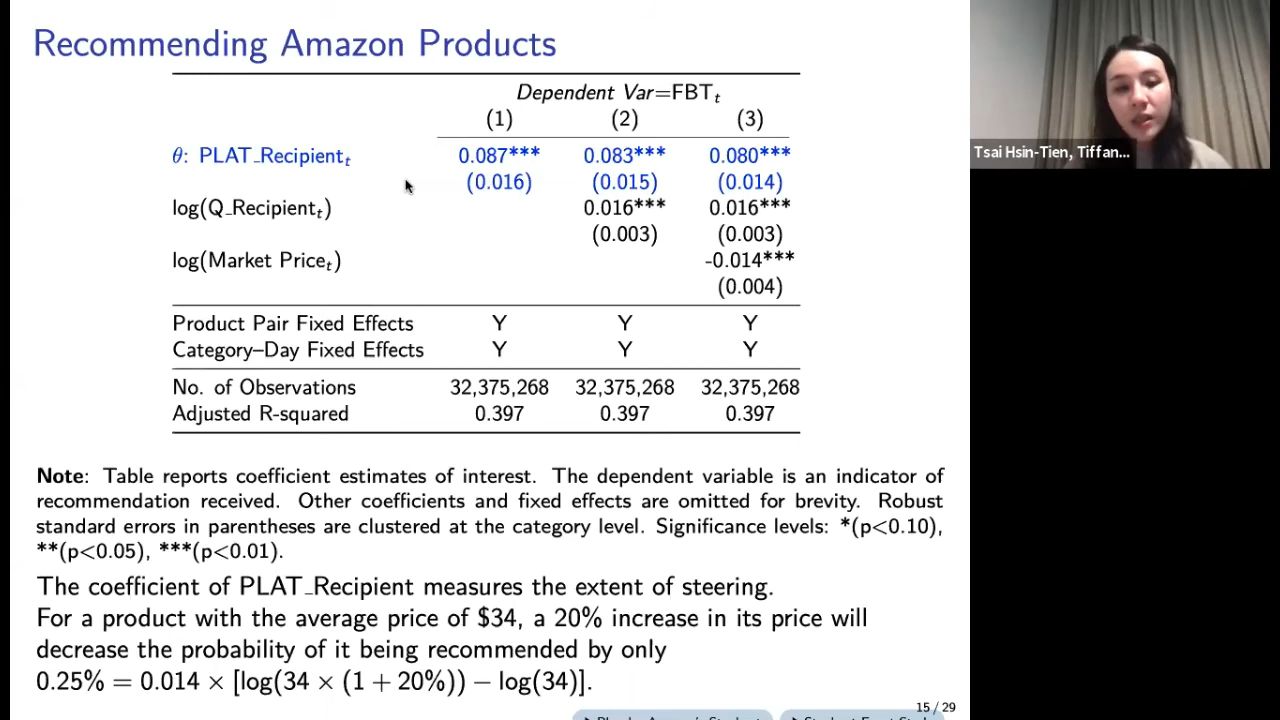 Recommending Amazon Products
Dependent Var=FBTₜ
(1) (2) (3)
θ: PLAT_Recipientₜ 0.087*** 0.083*** 0.080***
(0.016) (0.015) (0.014)
log(Q_Recipientₜ) 0.016*** 0.016***
(0.003) (0.003)
log(Market Priceₜ) -0.014***
(0.004)
Product Pair Fixed Effects Y Y Y
Category–Day Fixed Effects Y Y Y
No. of Observations 32,375,268 32,375,268 32,375,268
Adjusted R-squared 0.397 0.397 0.397
Note: Table reports coefficient estimates of interest. The dependent variable is an indicator of
recommendation received. Other coefficients and fixed effects are omitted for brevity. Robust
standard errors in parentheses are clustered at the category level. Significance levels: *(p<0.10),
**(p<0.05), ***(p<0.01).
The coefficient of PLAT_Recipient measures the extent of steering.
For a product with the average price of $34, a 20% increase in its price will
decrease the probability of it being recommended by only
0.25% = 0.014 × [log(34 × (1 + 20%)) − log(34)].
15 / 29
Tsai Hsin-Tien, Tiffan...